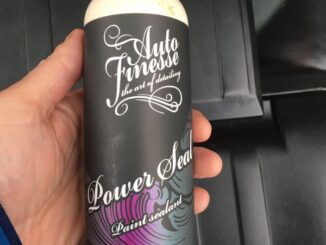 Auto
Finesse
the art of detailing
Power Seal
Paint sealant